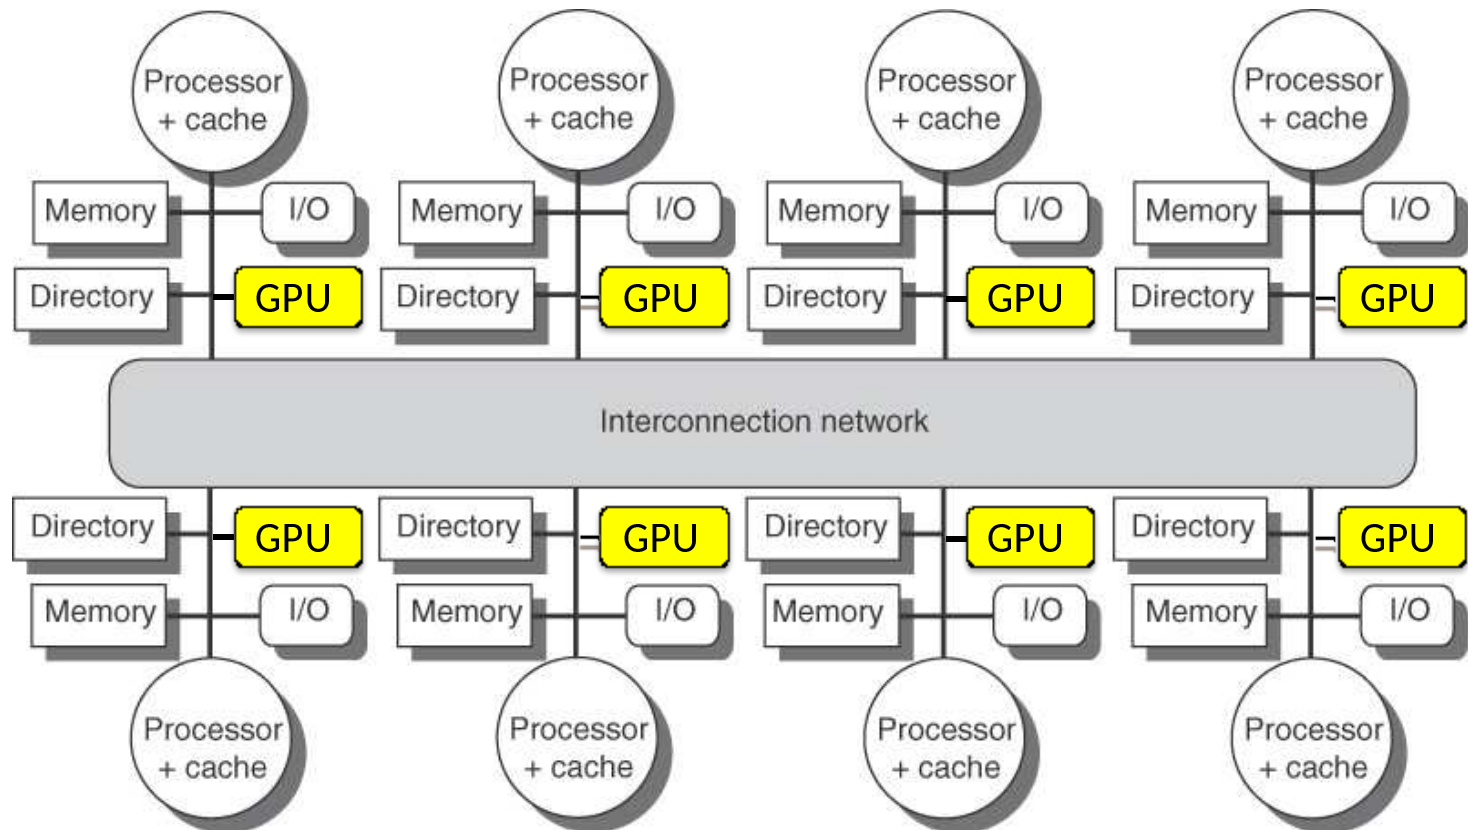 Processor
+ cache
Processor
+ cache
Processor
+ cache
Processor
+ cache
Memory
I/O
Memory
I/O
Memory
I/O
Memory
I/O
Directory
GPU
Directory
GPU
Directory
GPU
Directory
GPU
Interconnection network
Directory
GPU
Directory
GPU
Directory
GPU
Directory
GPU
Memory
I/O
Memory
I/O
Memory
I/O
Memory
I/O
Processor
+ cache
Processor
+ cache
Processor
+ cache
Processor
+ cache